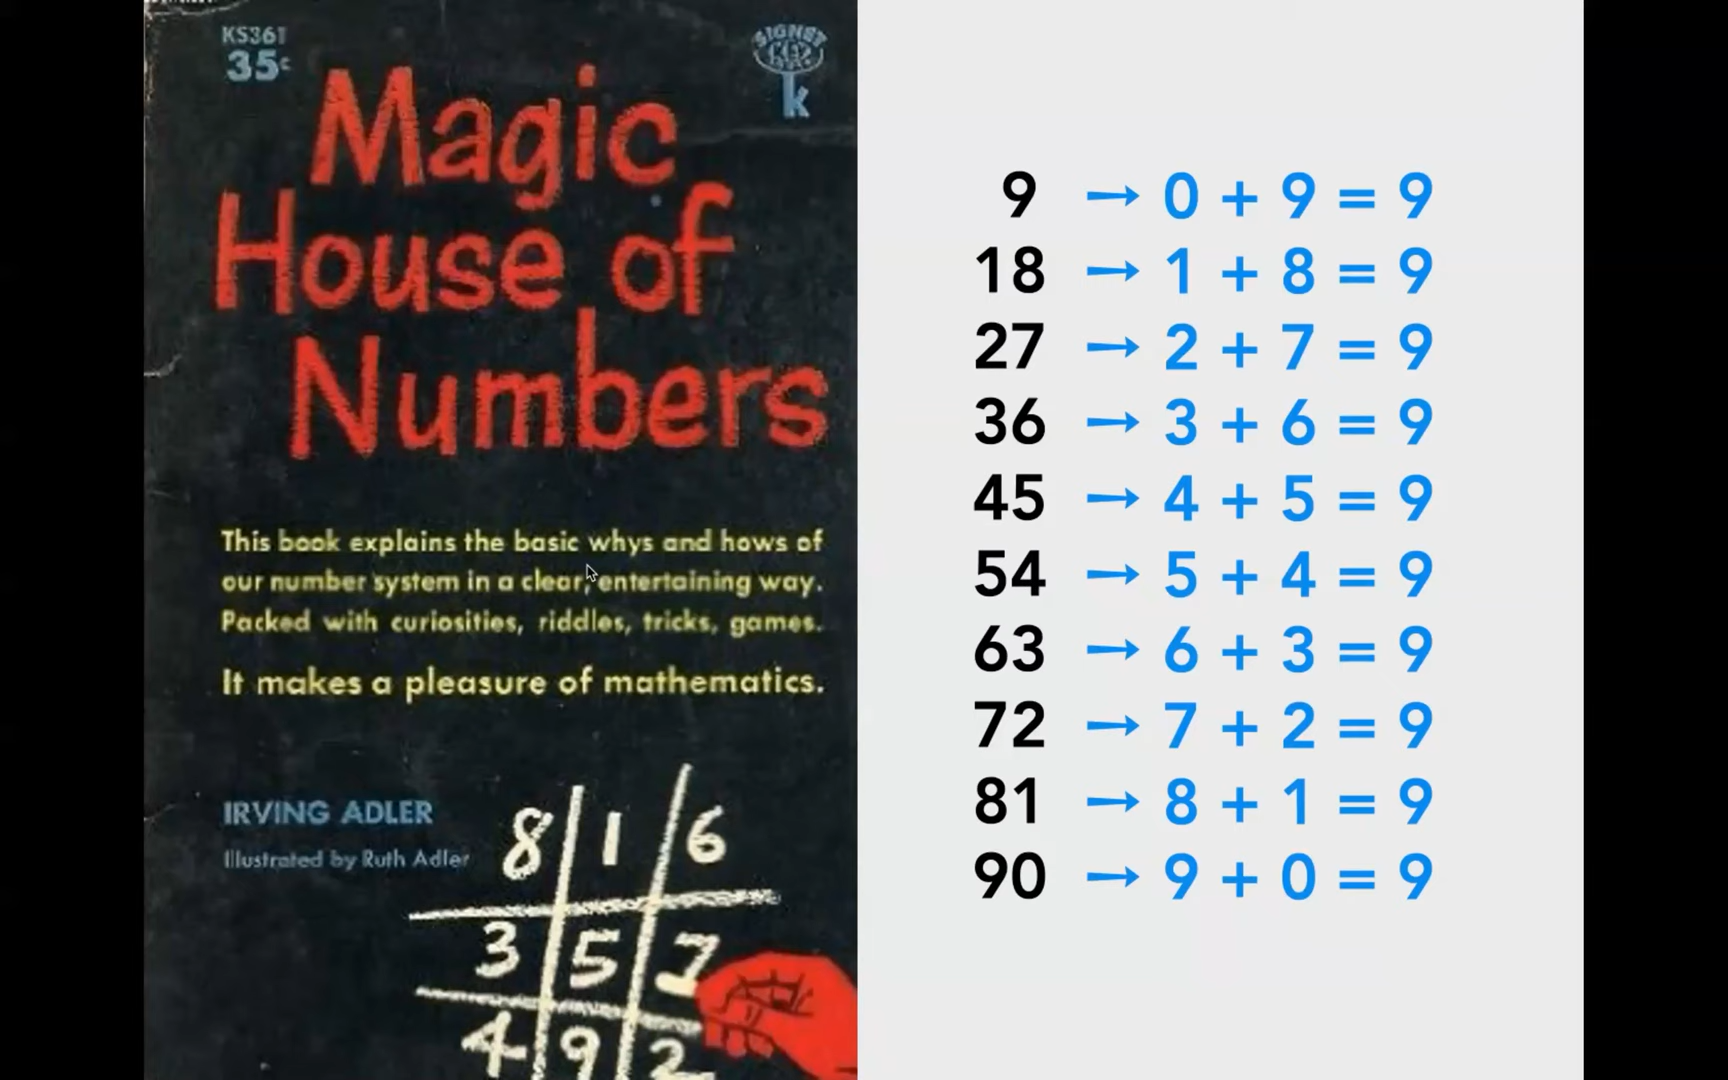 KS361
35c
SIGNET
KEY
k
Magic
House of
Numbers
This book explains the basic whys and hows of
our number system in a clear, entertaining way.
Packed with curiosities, riddles, tricks, games.
It makes a pleasure of mathematics.
IRVING ADLER
Illustrated by Ruth Adler
8 1 6
3 5 7
4 9 2
9 → 0 + 9 = 9
18 → 1 + 8 = 9
27 → 2 + 7 = 9
36 → 3 + 6 = 9
45 → 4 + 5 = 9
54 → 5 + 4 = 9
63 → 6 + 3 = 9
72 → 7 + 2 = 9
81 → 8 + 1 = 9
90 → 9 + 0 = 9